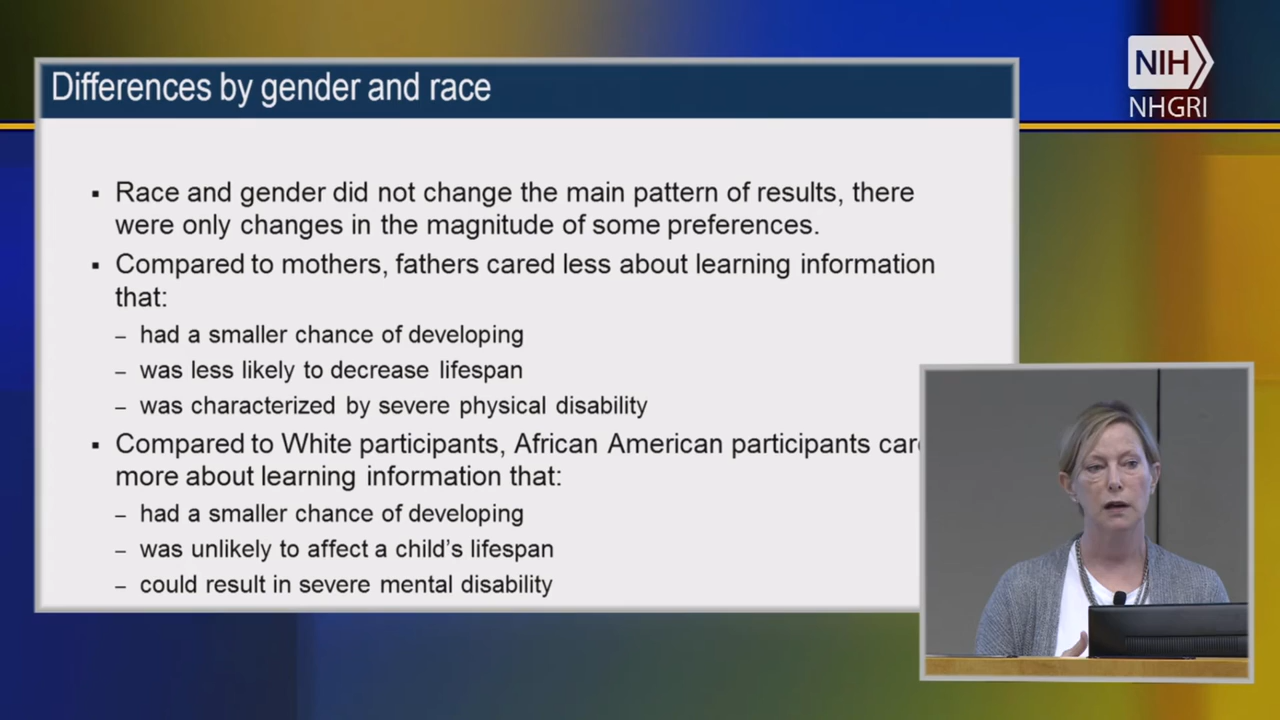 Differences by gender and race
NIH
NHGRI
▪ Race and gender did not change the main pattern of results, there
were only changes in the magnitude of some preferences.
▪ Compared to mothers, fathers cared less about learning information
that:
– had a smaller chance of developing
– was less likely to decrease lifespan
– was characterized by severe physical disability
▪ Compared to White participants, African American participants
more about learning information that:
– had a smaller chance of developing
– was unlikely to affect a child's lifespan
– could result in severe mental disability